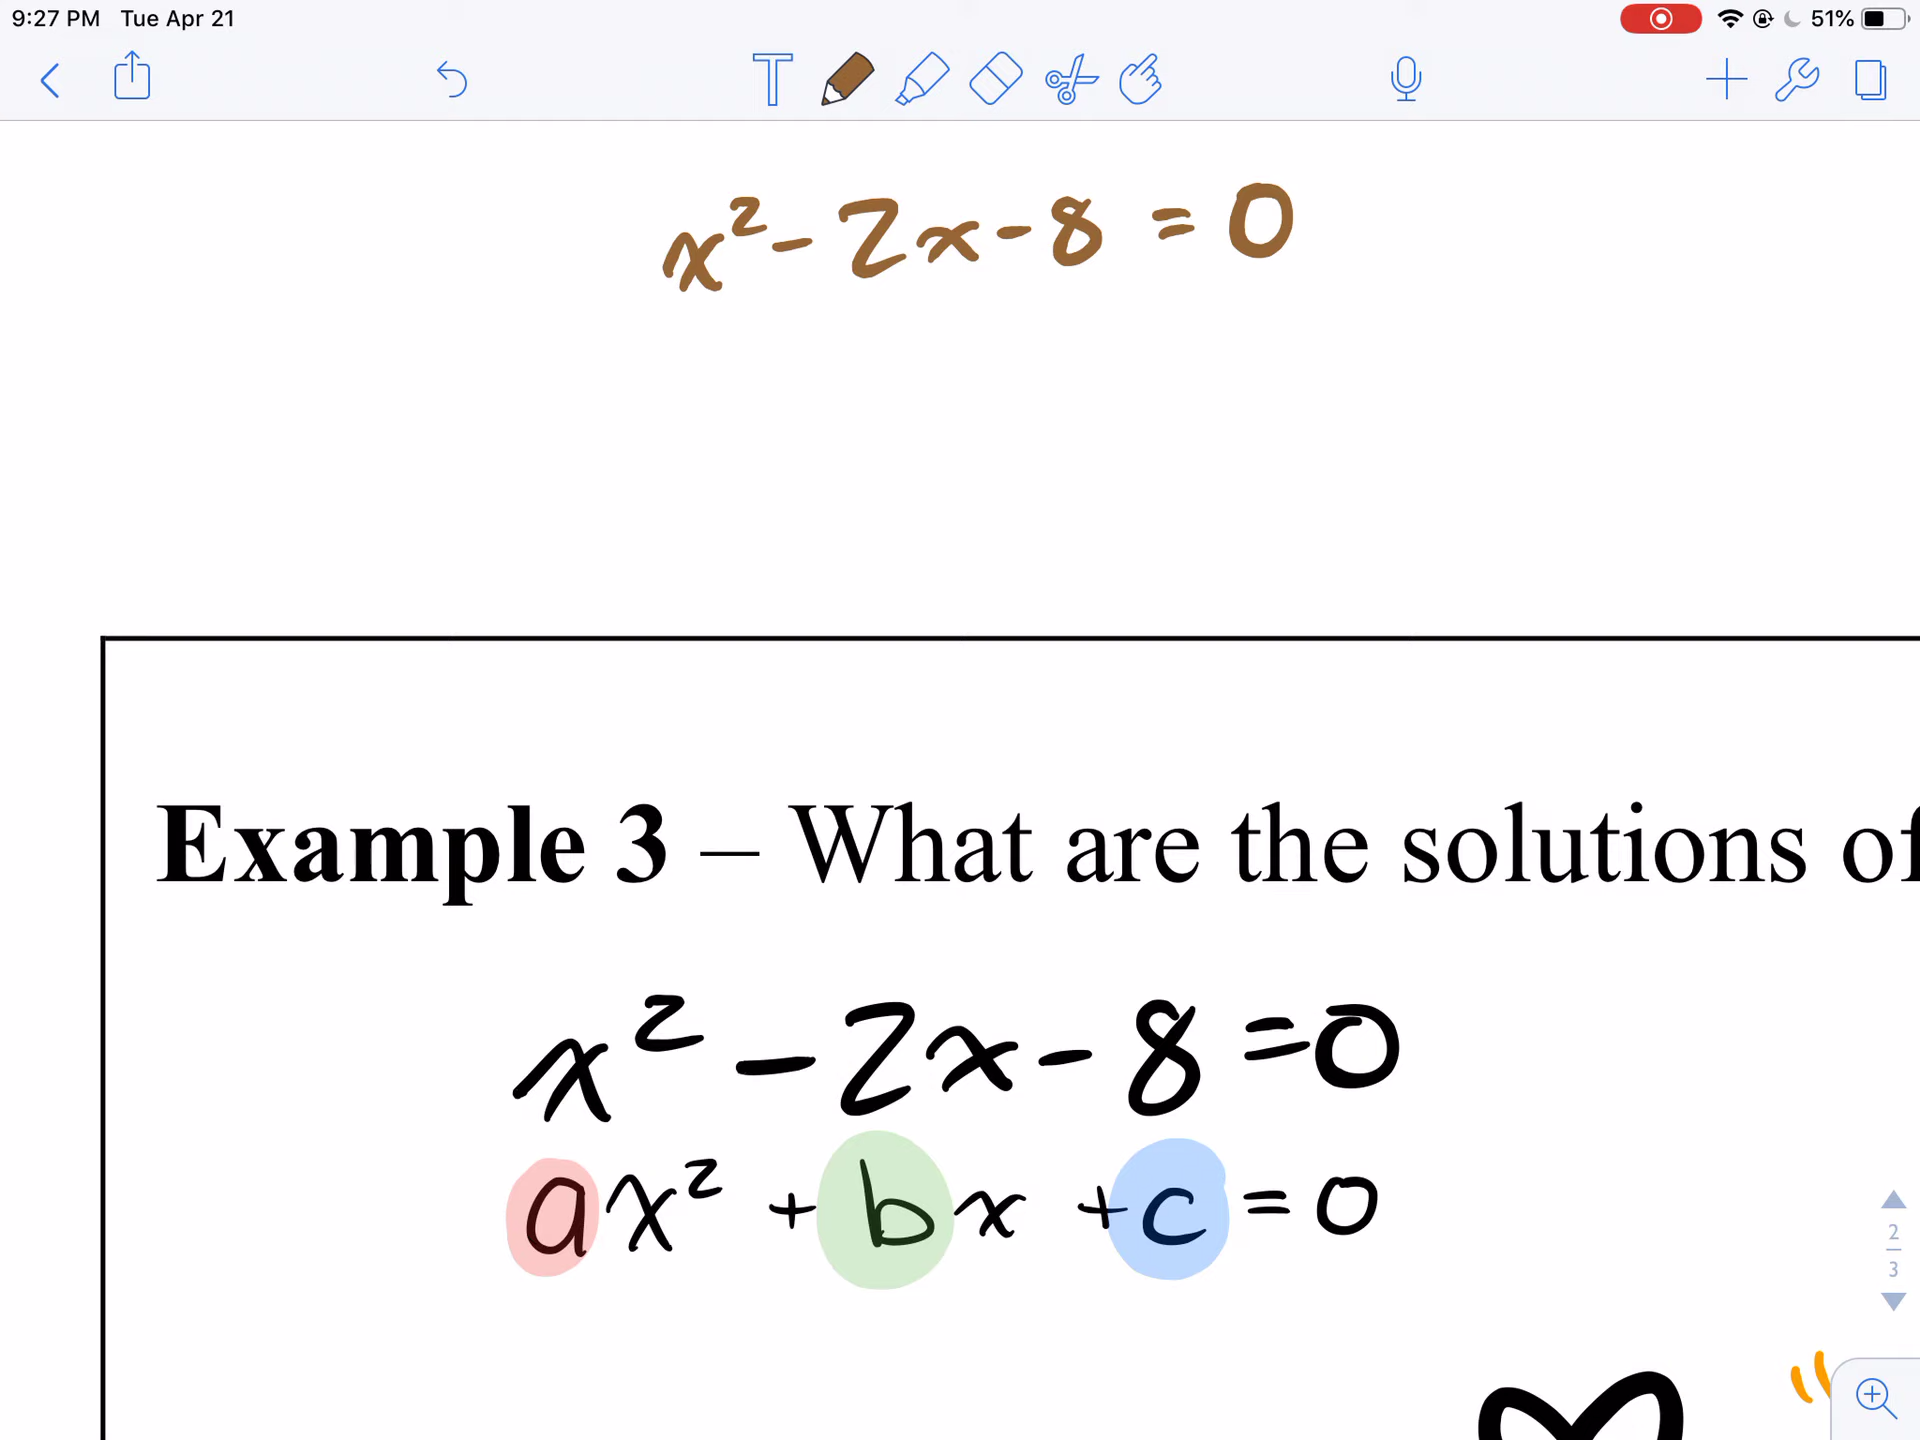 9:27 PM Tue Apr 21 51%
T
x² - 2x - 8 = 0
Example 3 – What are the solutions of
x² - 2x - 8 = 0
ax² + bx + c = 0
2
3